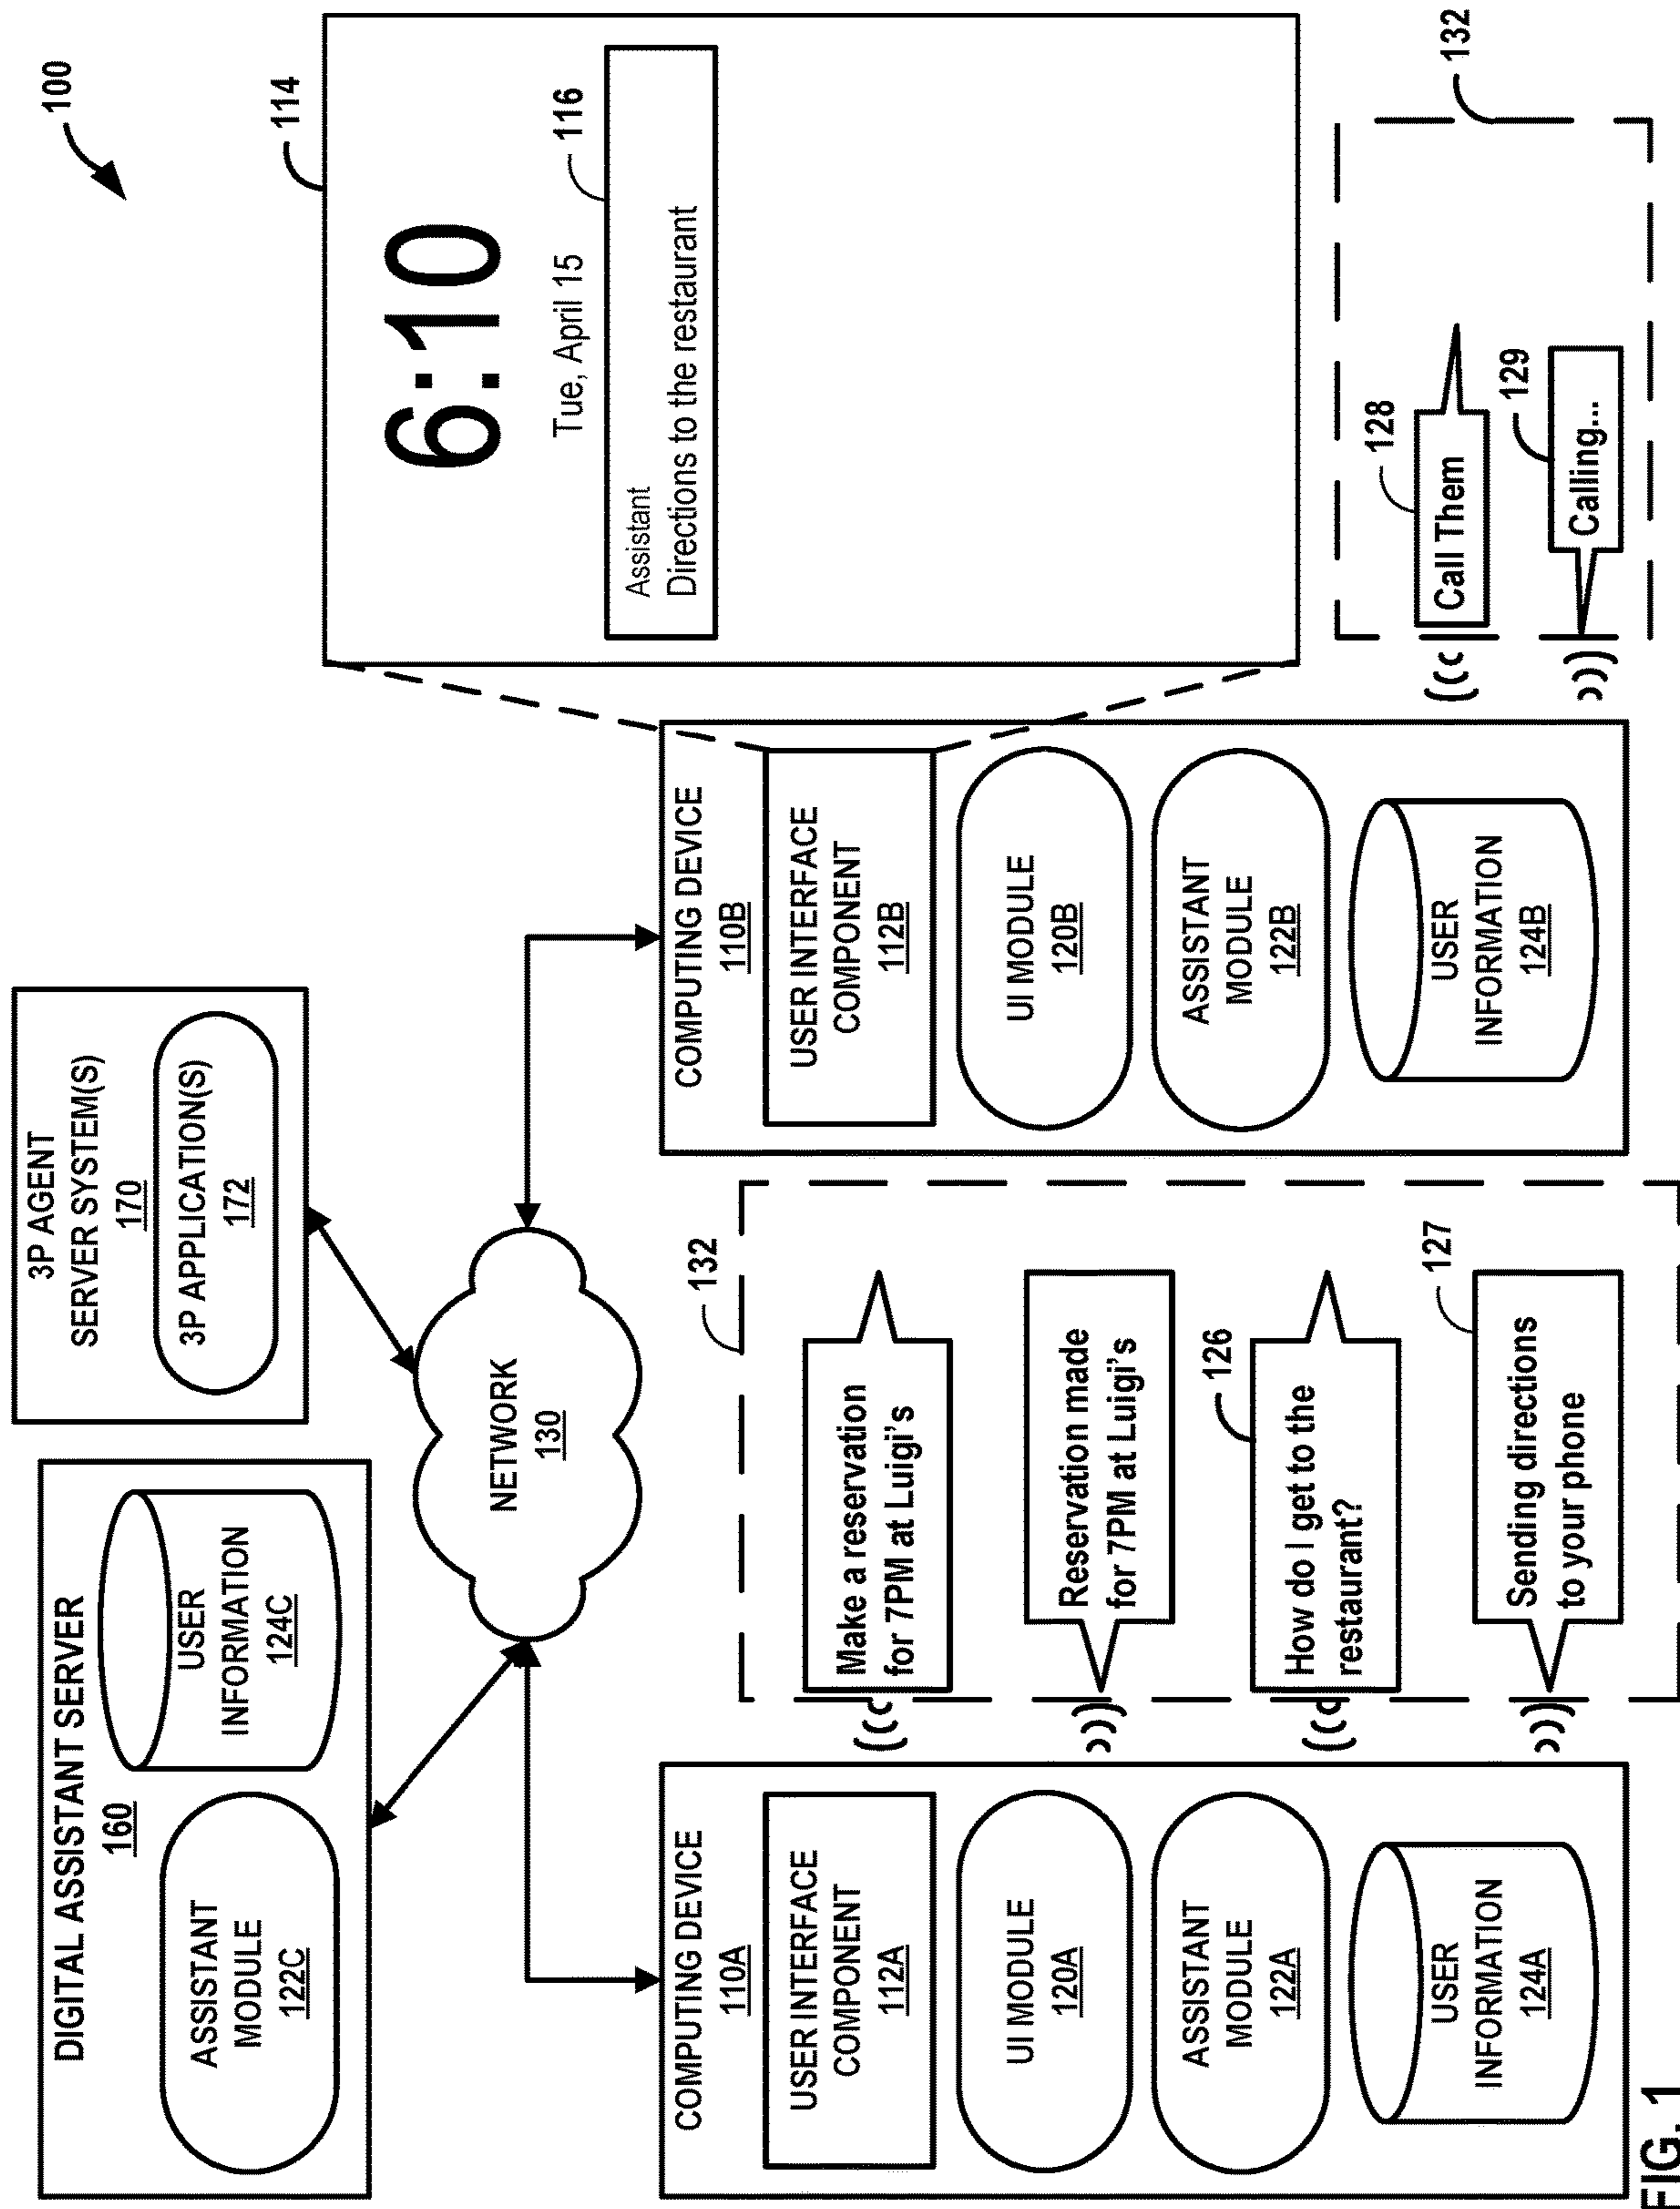 100
DIGITAL ASSISTANT SERVER
160
ASSISTANT
MODULE
122C
USER
INFORMATION
124C
3P AGENT
SERVER SYSTEM(S)
170
3P APPLICATION(S)
172
NETWORK
130
114
6:10
Tue, April 15
116
Assistant
Directions to the restaurant
COMPUTING DEVICE
110A
USER INTERFACE
COMPONENT
112A
UI MODULE
120A
ASSISTANT
MODULE
122A
USER
INFORMATION
124A
132
Make a reservation
for 7PM at Luigi's
Reservation made
for 7PM at Luigi's
126
How do I get to the
restaurant?
127
Sending directions
to your phone
COMPUTING DEVICE
110B
USER INTERFACE
COMPONENT
112B
UI MODULE
120B
ASSISTANT
MODULE
122B
USER
INFORMATION
124B
132
128
Call Them
129
Calling...
FIG. 1